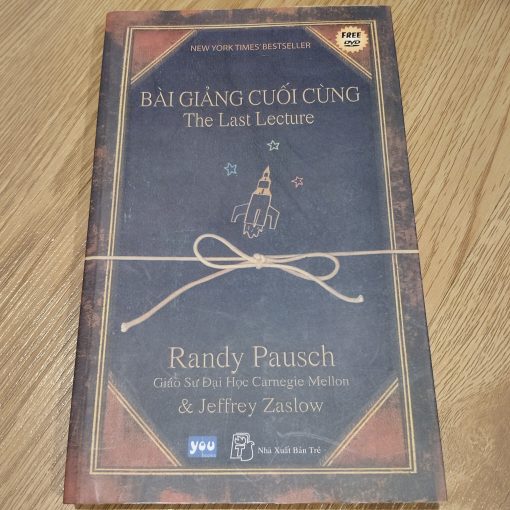 FREE
DVD
NEW YORK TIMES BESTSELLER
BÀI GIẢNG CUỐI CÙNG
The Last Lecture
Randy Pausch
Giáo Sư Đại Học Carnegie Mellon
& Jeffrey Zaslow
you
books
Nhà Xuất Bản Trẻ